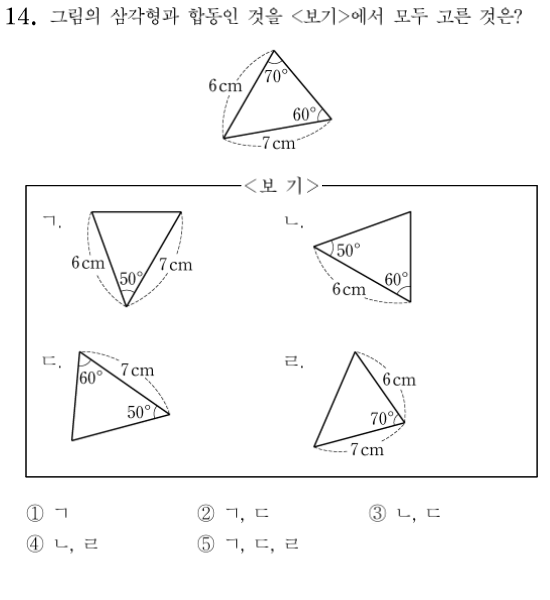 14. 그림의 삼각형과 합동인 것을 <보기>에서 모두 고른 것은?
70°
6cm
60°
7cm
<보 기>
ㄱ.
6cm
7cm
50°
ㄴ.
50°
60°
6cm
ㄷ.
7cm
60°
50°
ㄹ.
6cm
70°
7cm
① ㄱ ② ㄱ, ㄷ ③ ㄴ, ㄷ
④ ㄴ, ㄹ ⑤ ㄱ, ㄷ, ㄹ